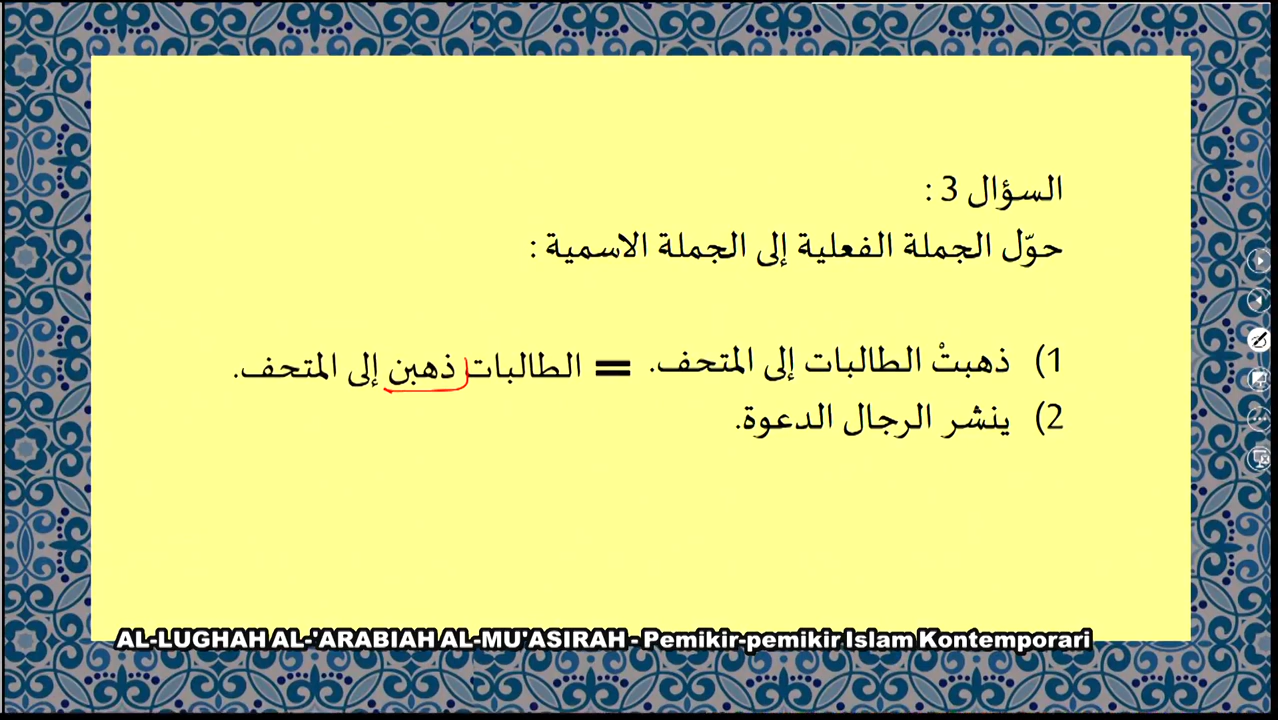 السؤال 3 :
حوّل الجملة الفعلية إلى الجملة الاسمية :
1) ذهبتْ الطالبات إلى المتحف. = الطالبات ذهبن إلى المتحف.
2) ينشر الرجال الدعوة.
AL-LUGHAH AL-'ARABIAH AL-MU'ASIRAH - Pemikir-pemikir Islam Kontemporari